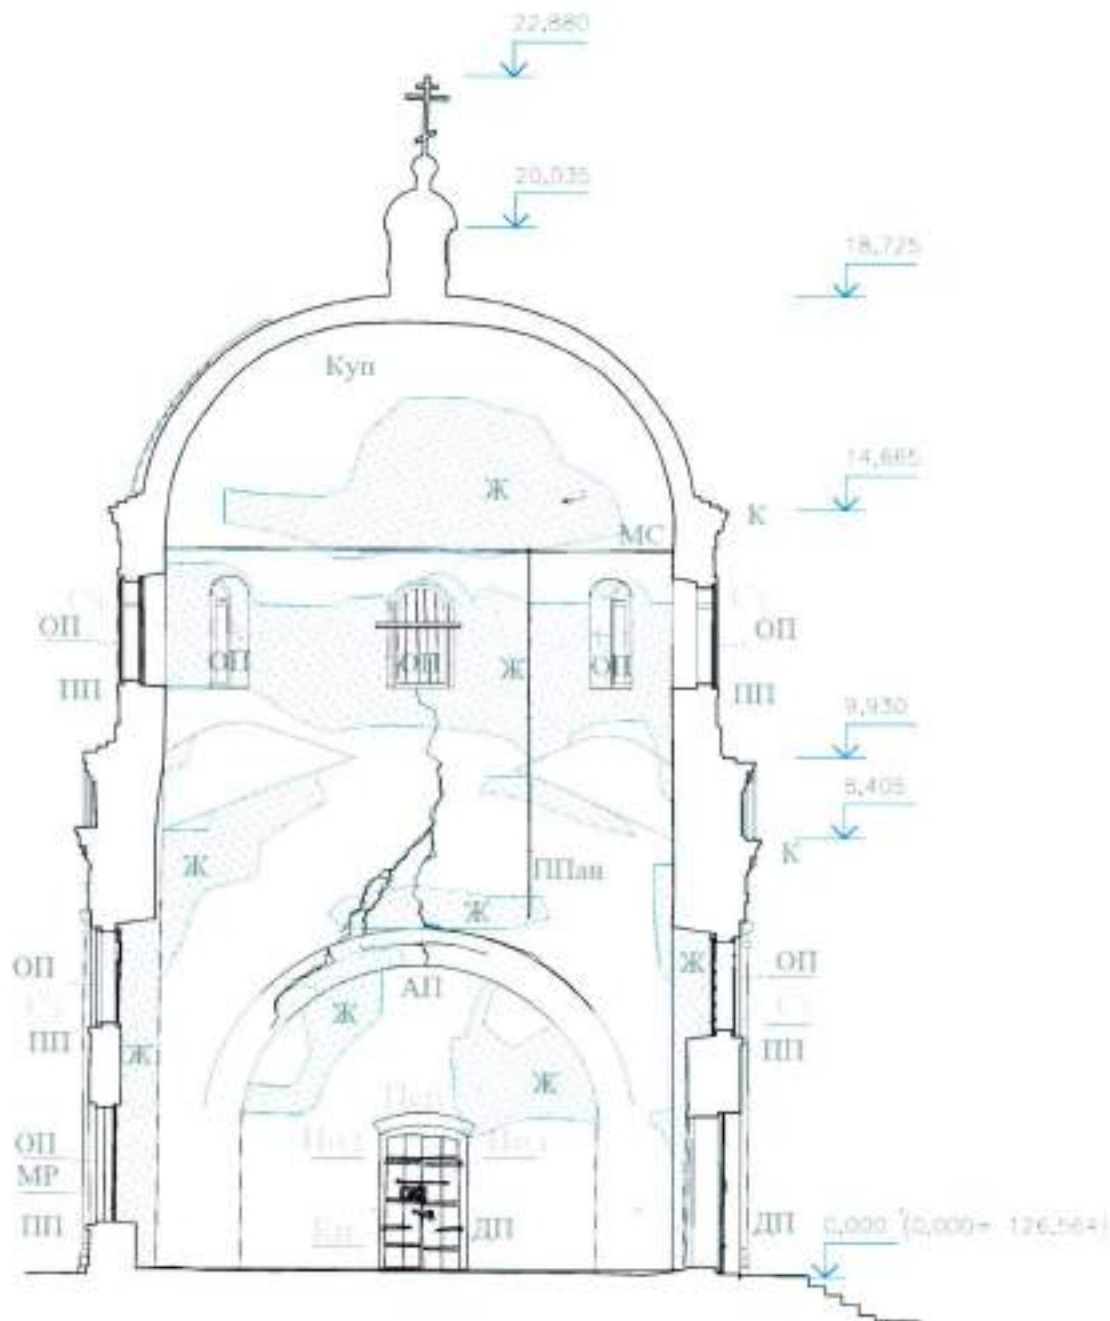 22,880
20,035
18,725
Куп
14,665
Ж
К
МС
ОП
ОП
ОП
ОП
Ж
ОП
ПП
ПП
9,930
8,405
К
Ж
ППан
Ж
ОП
Ж
ОП
АП
Ж
ПП
Ж
ПП
Ж
ОП
МР
ПП
ДП
ДП
0,000 (0,000= 126,564)